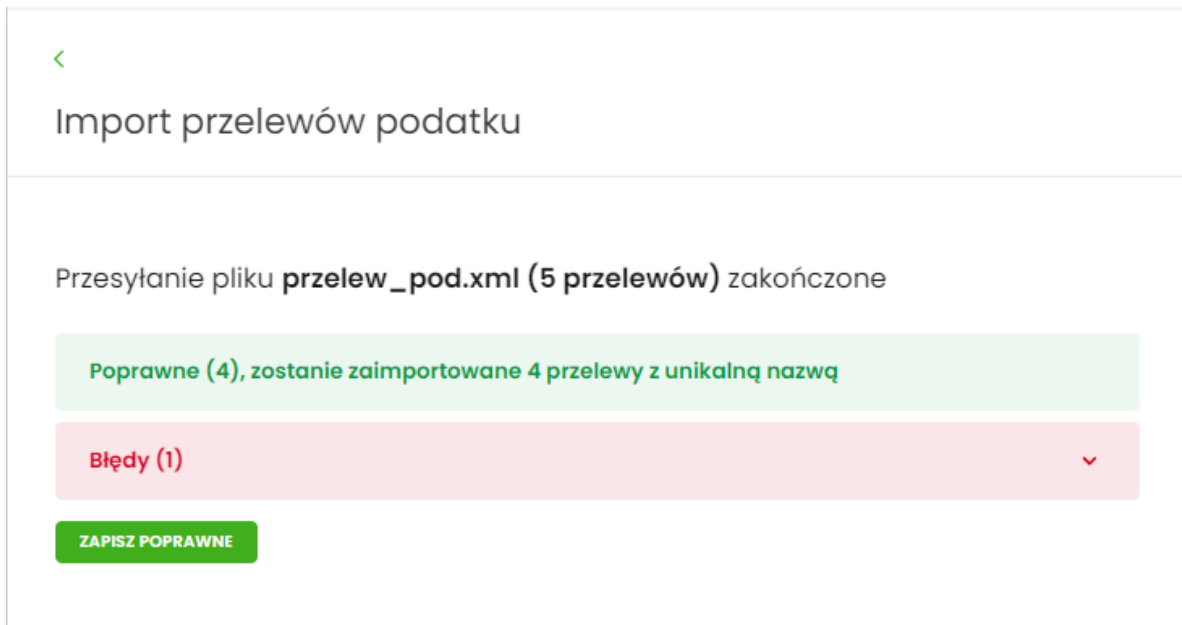 Import przelewów podatku
Przesyłanie pliku przelew_pod.xml (5 przelewów) zakończone
Poprawne (4), zostanie zaimportowane 4 przelewy z unikalną nazwą
Błędy (1)
ZAPISZ POPRAWNE